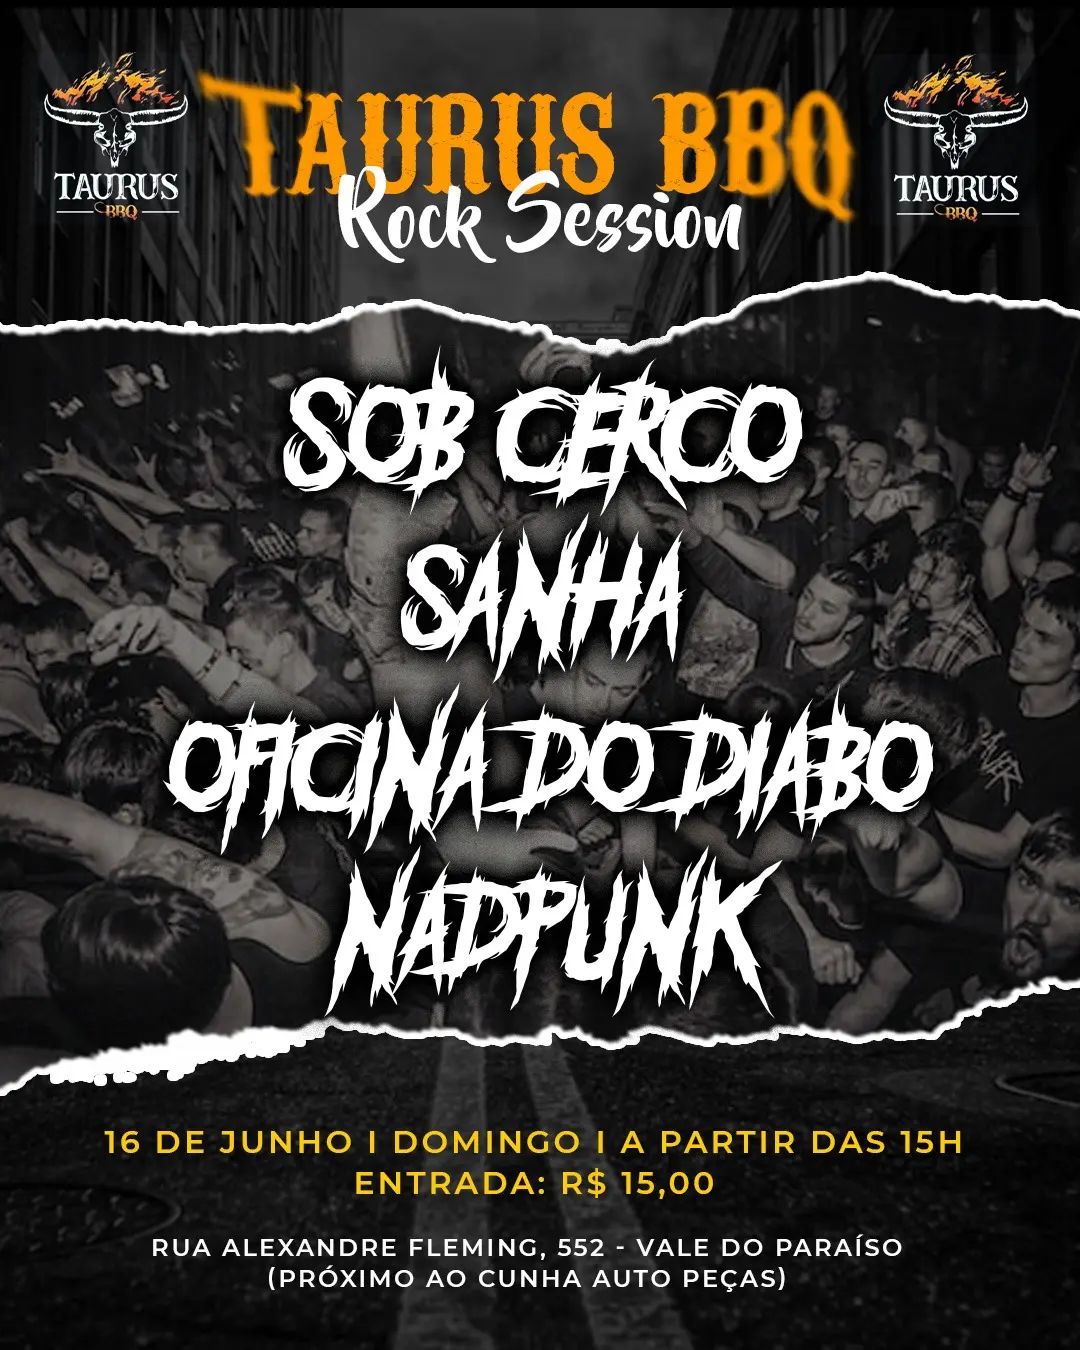 TAURUS BBQ
Rock Session
TAURUS
BBQ
TAURUS
BBQ
SOB CERCO
SANHA
OFICINA DO DIABO
NADPUNK
16 DE JUNHO I DOMINGO I A PARTIR DAS 15H
ENTRADA: R$ 15,00
RUA ALEXANDRE FLEMING, 552 - VALE DO PARAÍSO
(PRÓXIMO AO CUNHA AUTO PEÇAS)